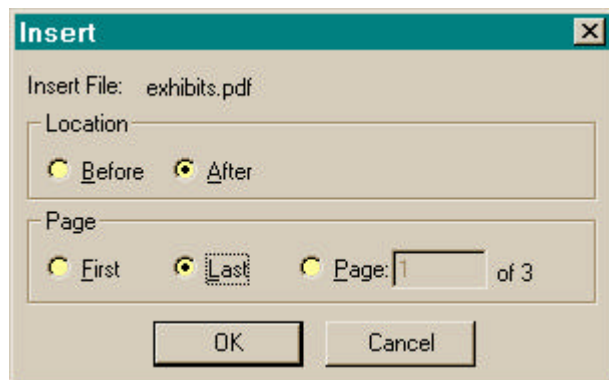 Insert
Insert File: exhibits.pdf
Location
Before After
Page
First Last Page: 1 of 3
OK Cancel